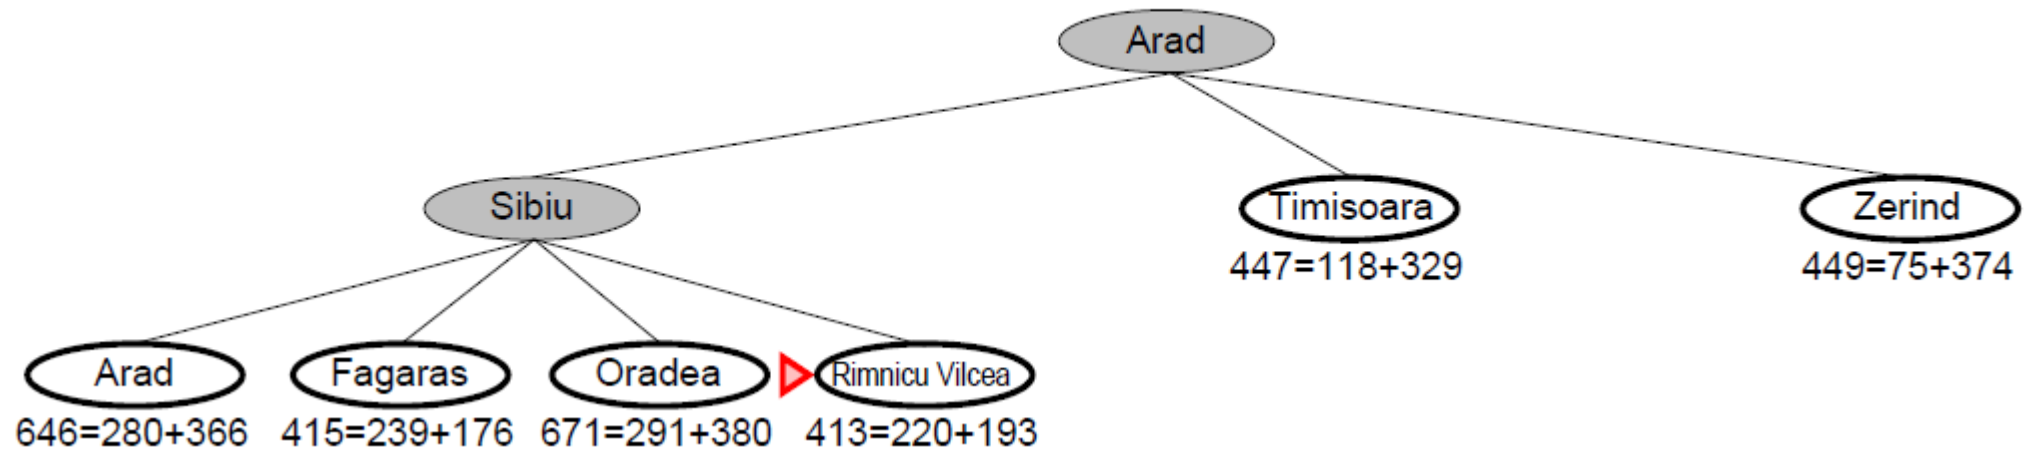 Arad
Sibiu
Timisoara
Zerind
447=118+329
449=75+374
Arad
Fagaras
Oradea
Rimnicu Vilcea
646=280+366
415=239+176
671=291+380
413=220+193